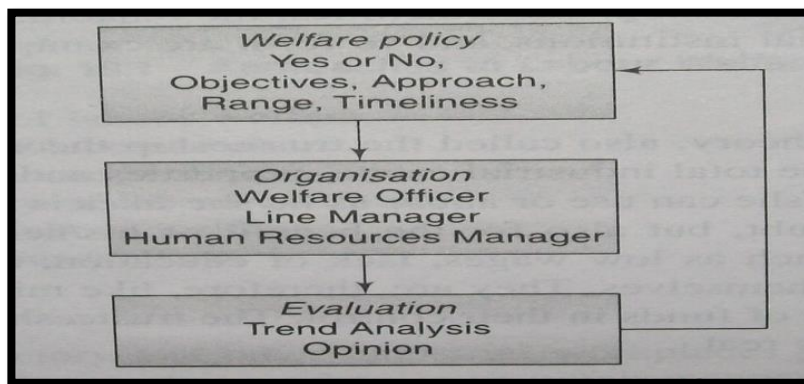 Welfare policy
Yes or No,
Objectives, Approach,
Range, Timeliness
Organisation
Welfare Officer
Line Manager
Human Resources Manager
Evaluation
Trend Analysis
Opinion